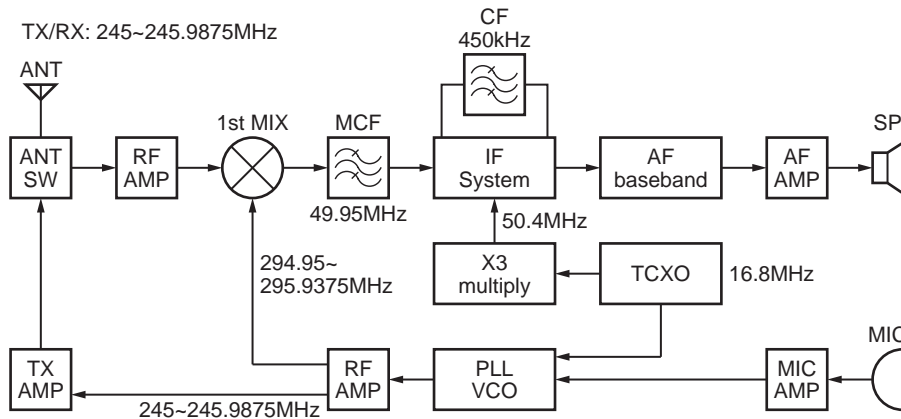 TX/RX: 245~245.9875MHz
CF
450kHz
ANT
1st MIX
MCF
SP
ANT
SW
RF
AMP
IF
System
AF
baseband
AF
AMP
49.95MHz
50.4MHz
294.95~
295.9375MHz
X3
multiply
TCXO
16.8MHz
MIC
TX
AMP
RF
AMP
PLL
VCO
MIC
AMP
245~245.9875MHz